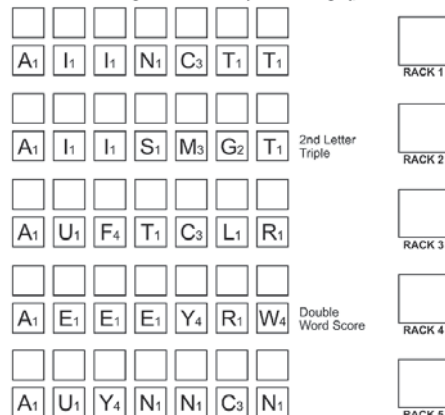 A1 I1 I1 N1 C3 T1 T1
RACK 1
A1 I1 I1 S1 M3 G2 T1
2nd Letter
Triple
RACK 2
A1 U1 F4 T1 C3 L1 R1
RACK 3
A1 E1 E1 E1 Y4 R1 W4
Double
Word Score
RACK 4
A1 U1 Y4 N1 N1 C3 N1
RACK 5